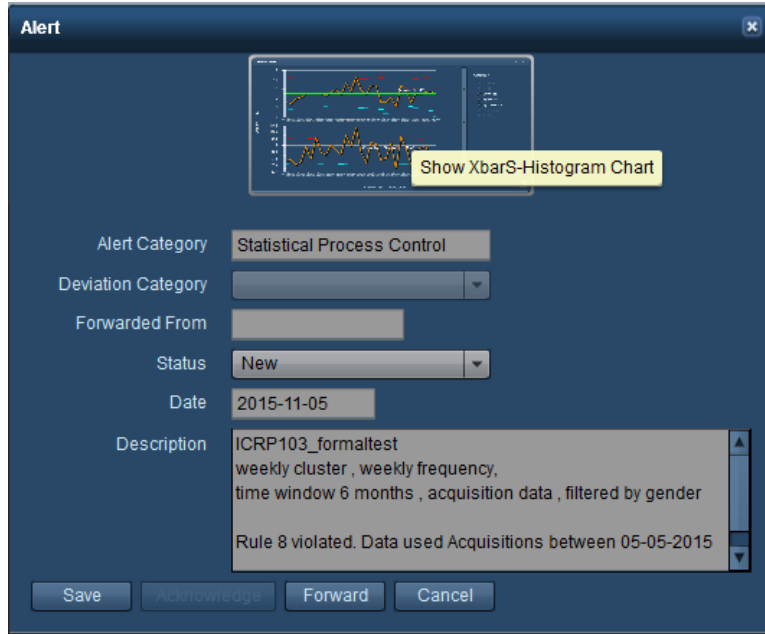 Alert
Show XbarS-Histogram Chart
Alert Category Statistical Process Control
Deviation Category
Forwarded From
Status New
Date 2015-11-05
Description ICRP103_formaltest
weekly cluster , weekly frequency,
time window 6 months , acquisition data , filtered by gender
Rule 8 violated. Data used Acquisitions between 05-05-2015
Save Acknowledge Forward Cancel